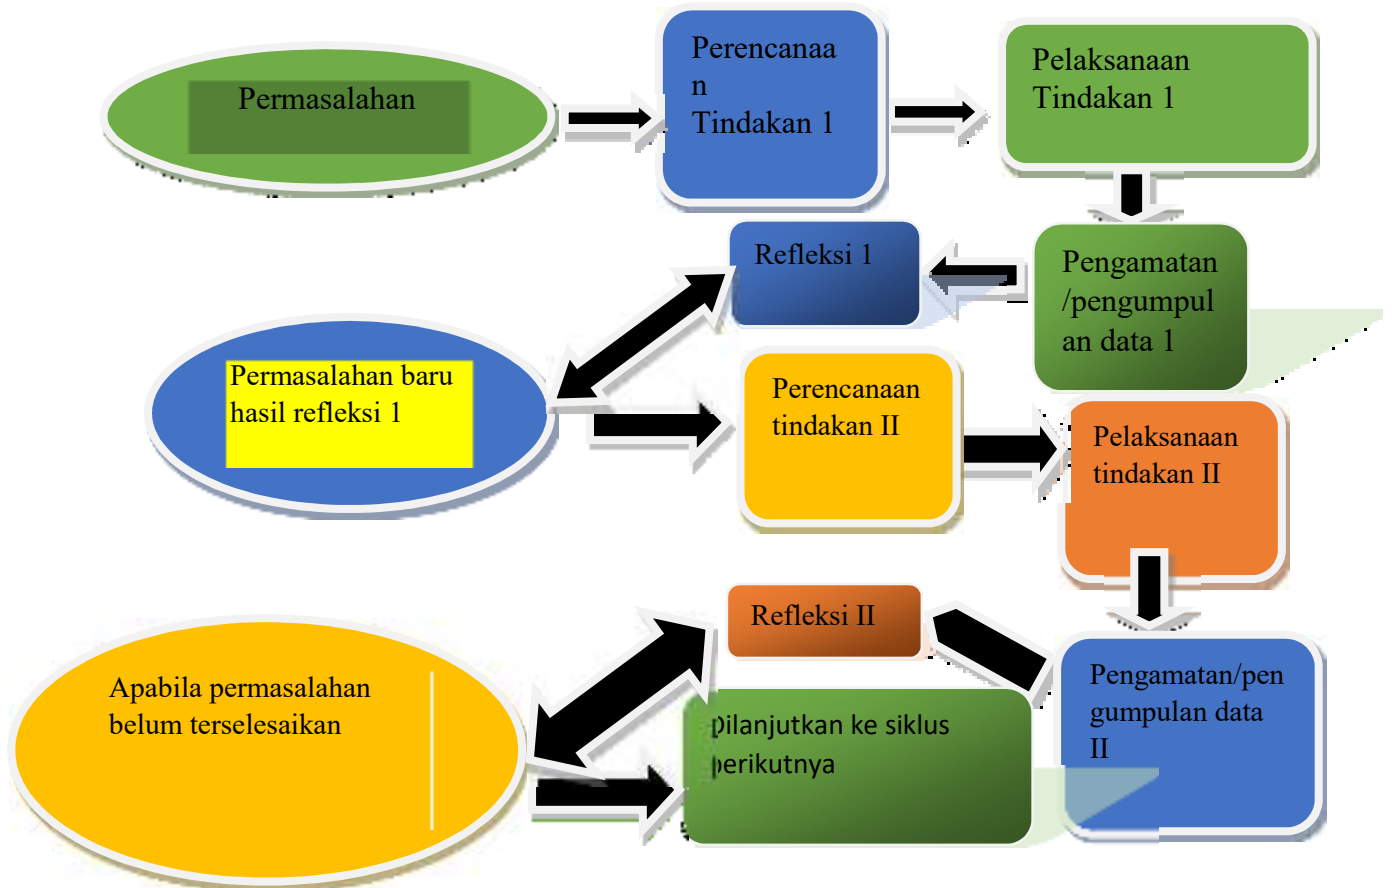 Permasalahan
Perencanaa
n
Tindakan 1
Pelaksanaan
Tindakan 1
Refleksi 1
Pengamatan
/pengumpul
an data 1
Permasalahan baru
hasil refleksi 1
Perencanaan
tindakan II
Pelaksanaan
tindakan II
Apabila permasalahan
belum terselesaikan
Refleksi II
Dilanjutkan ke siklus
berikutnya
Pengamatan/pen
gumpulan data
II